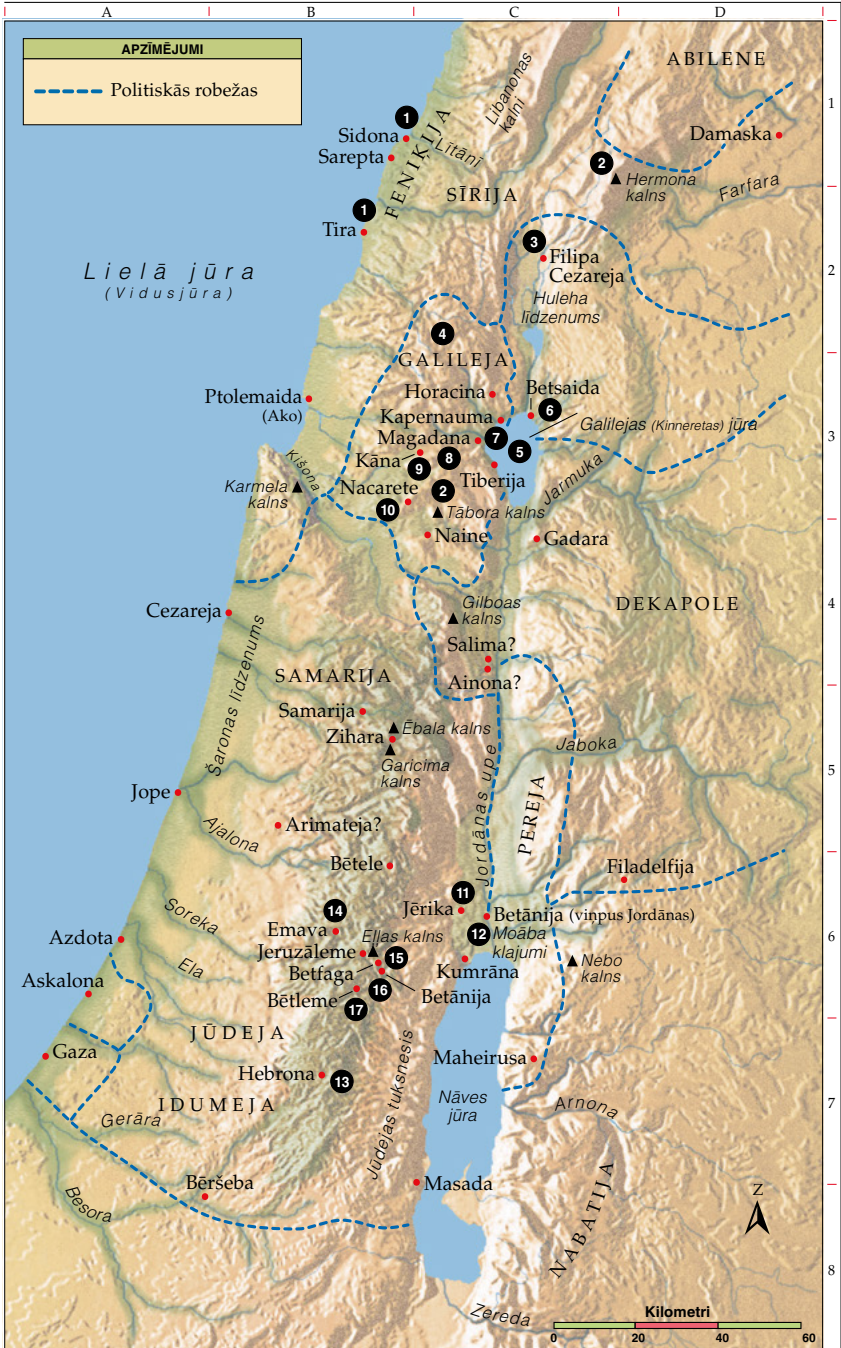 A
B
C
D
APZĪMĒJUMI
Politiskās robežas
1
2
3
4
5
6
7
8
ABILENE
Libanonas
kalni
Damaska
1
Sidona
Lītānī
Sarepta
FENIĶIJA
2
Hermona
kalns
Farfara
SĪRIJA
1
Tira
3
Filipa
Cezareja
Lielā jūra
(Vidusjūra)
Huleha
līdzenums
4
GALILEJA
Horacina
Betsaida
6
Ptolemaida
(Ako)
Kapernauma
Galilejas (Kinneretas) jūra
Magadana
7
5
Kāna
8
9
Tiberija
Kišona
Karmela
kalns
Nacarete
2
Jarmuka
10
Tābora kalns
Naine
Gadara
Gilboas
kalns
DEKAPOLE
Cezareja
Salima?
Ainona?
Šaronas līdzenums
SAMARIJA
Samarija
Ēbala kalns
Zihara
Garicima
kalns
Jaboka
Jordānas upe
PEREJA
Jope
Ajalona
Arimateja?
Bētele
Filadelfija
11
Jērika
Betānija (viņpus Jordānas)
12
Moāba
klajumi
Soreka
14
Emava
Azdota
Eļļas kalns
Jeruzāleme
15
Ela
Betfaga
Kumrāna
Nebo
kalns
Askalona
Betānija
16
Bētleme
17
JŪDEJA
Gaza
Maheirusa
Hebrona
13
IDUMEJA
Jūdejas tuksnesis
Nāves
jūra
Gerāra
Arnona
Bēršeba
Masada
Besora
NABATIJA
Z
Zereda
Kilometri
0
20
40
60